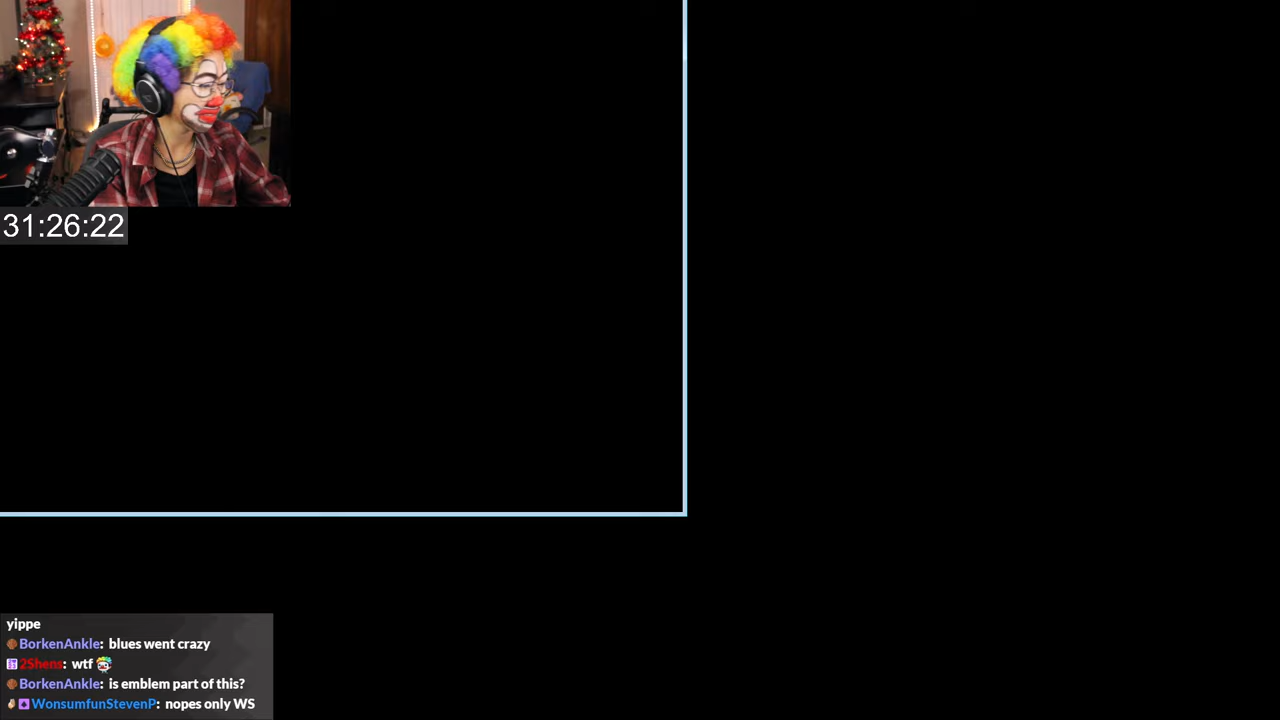 31:26:22
yippe
BorkenAnkle: blues went crazy
2Shens: wtf
BorkenAnkle: is emblem part of this?
WonsumfunStevenP: nopes only WS